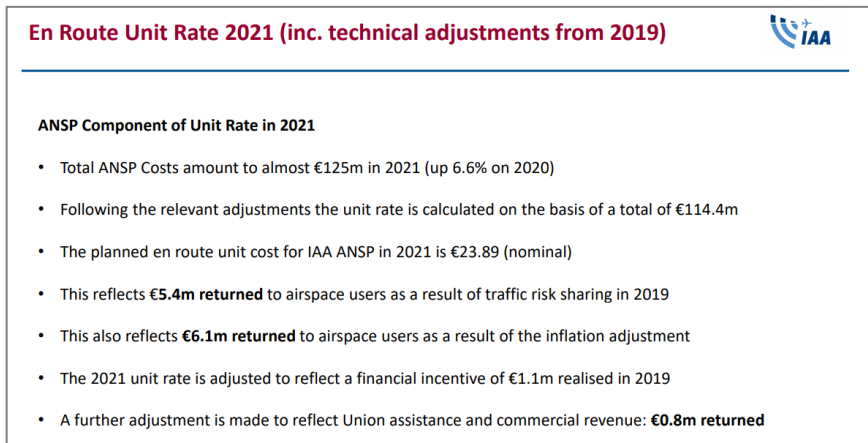 En Route Unit Rate 2021 (inc. technical adjustments from 2019)
IAA
ANSP Component of Unit Rate in 2021
• Total ANSP Costs amount to almost €125m in 2021 (up 6.6% on 2020)
• Following the relevant adjustments the unit rate is calculated on the basis of a total of €114.4m
• The planned en route unit cost for IAA ANSP in 2021 is €23.89 (nominal)
• This reflects €5.4m returned to airspace users as a result of traffic risk sharing in 2019
• This also reflects €6.1m returned to airspace users as a result of the inflation adjustment
• The 2021 unit rate is adjusted to reflect a financial incentive of €1.1m realised in 2019
• A further adjustment is made to reflect Union assistance and commercial revenue: €0.8m returned